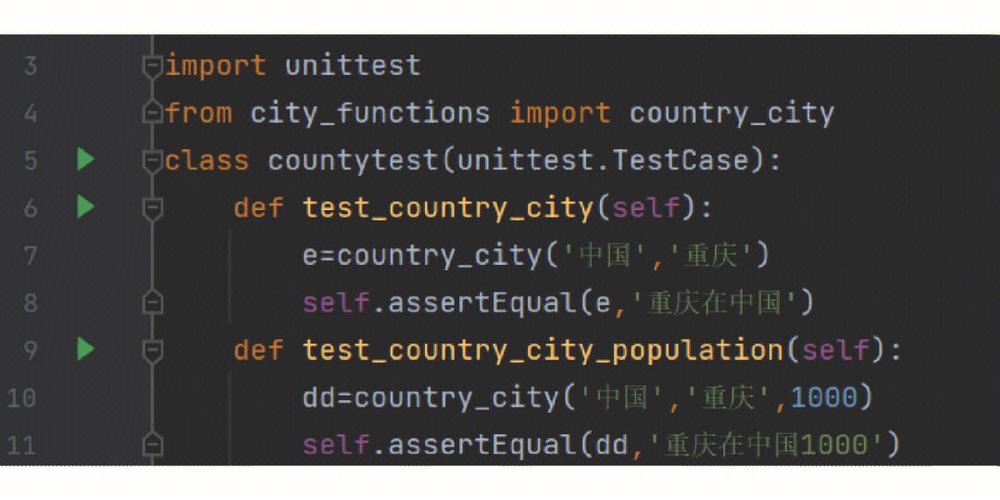 3 import unittest
4 from city_functions import country_city
5 class countytest(unittest.TestCase):
6 def test_country_city(self):
7 e=country_city('中国','重庆')
8 self.assertEqual(e,'重庆在中国')
9 def test_country_city_population(self):
10 dd=country_city('中国','重庆',1000)
11 self.assertEqual(dd,'重庆在中国1000')